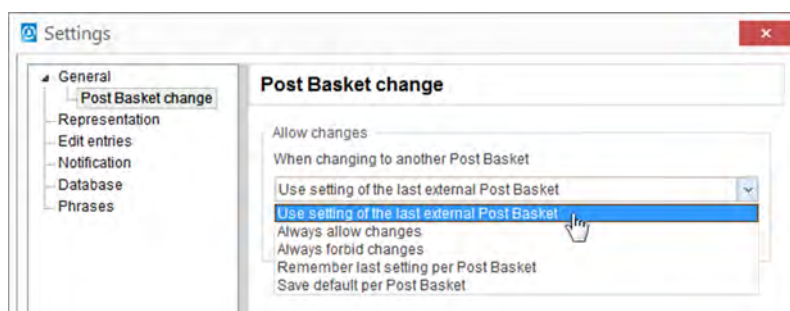 Settings
General
Post Basket change
Representation
Edit entries
Notification
Database
Phrases
Post Basket change
Allow changes
When changing to another Post Basket
Use setting of the last external Post Basket
Use setting of the last external Post Basket
Always allow changes
Always forbid changes
Remember last setting per Post Basket
Save default per Post Basket